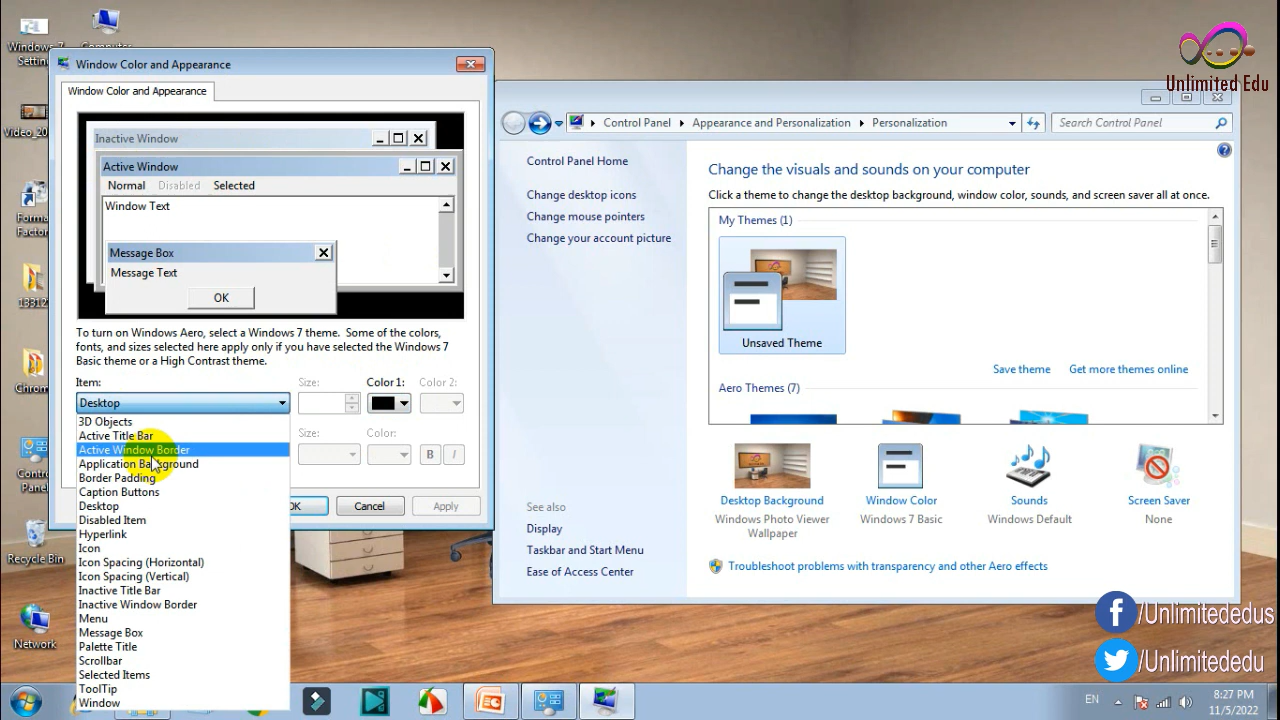 Windows 7
Computer
Window Color and Appearance
Window Color and Appearance
Inactive Window
Active Window
Normal Disabled Selected
Window Text
Message Box
Message Text
OK
To turn on Windows Aero, select a Windows 7 theme. Some of the colors,
fonts, and sizes selected here apply only if you have selected the Windows 7
Basic theme or a High Contrast theme.
Item: Size: Color 1: Color 2:
Desktop
3D Objects
Active Title Bar
Active Window Border
Application Background
Border Padding
Caption Buttons
Desktop
Disabled Item
Hyperlink
Icon
Icon Spacing (Horizontal)
Icon Spacing (Vertical)
Inactive Title Bar
Inactive Window Border
Menu
Message Box
Palette Title
Scrollbar
Selected Items
ToolTip
Window
Size: Color:
B I
Cancel Apply
Unlimited Edu
Control Panel Appearance and Personalization Personalization
Search Control Panel
Control Panel Home
Change desktop icons
Change mouse pointers
Change your account picture
Change the visuals and sounds on your computer
Click a theme to change the desktop background, window color, sounds, and screen saver all at once.
My Themes (1)
Unsaved Theme
Save theme Get more themes online
Aero Themes (7)
Desktop Background
Windows Photo Viewer
Wallpaper
Window Color
Windows 7 Basic
Sounds
Windows Default
Screen Saver
None
See also
Display
Taskbar and Start Menu
Ease of Access Center
Troubleshoot problems with transparency and other Aero effects
Recycle Bin
Network
/Unlimitededus
/Unlimitededu
EN
8:27 PM
11/5/2022